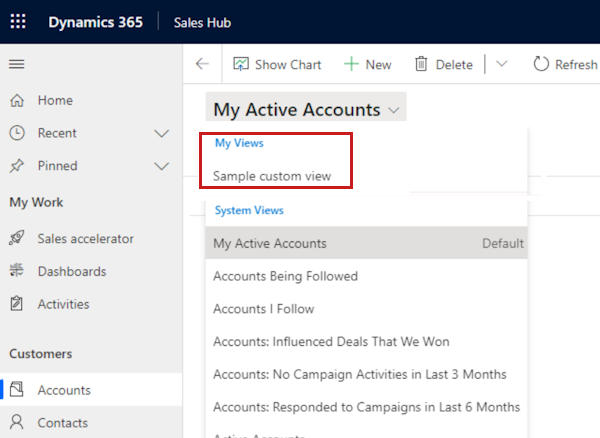 Dynamics 365 Sales Hub
Show Chart New Delete Refresh
Home
Recent
Pinned
My Work
Sales accelerator
Dashboards
Activities
Customers
Accounts
Contacts
My Active Accounts
My Views
Sample custom view
System Views
My Active Accounts Default
Accounts Being Followed
Accounts I Follow
Accounts: Influenced Deals That We Won
Accounts: No Campaign Activities in Last 3 Months
Accounts: Responded to Campaigns in Last 6 Months
Active Accounts